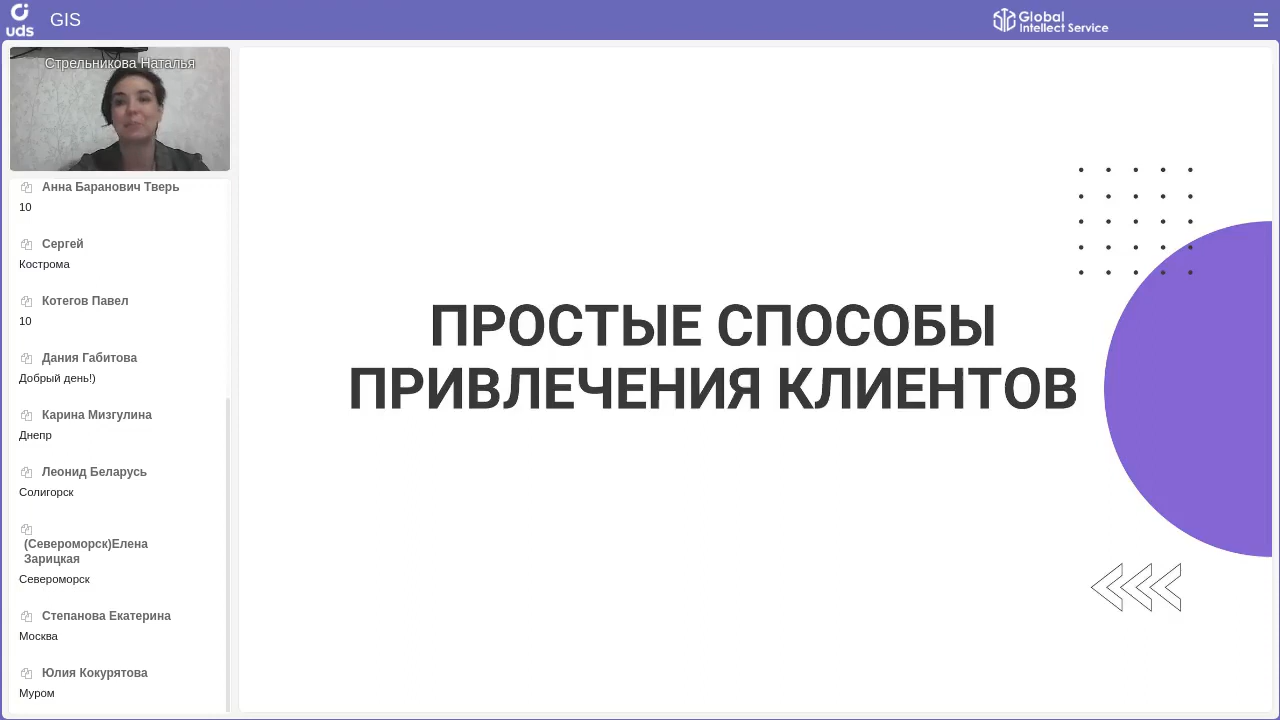 uds
GIS
Global
Intellect Service
Стрельникова Наталья
Анна Баранович Тверь
10
Сергей
Кострома
Котегов Павел
10
Дания Габитова
Добрый день!)
Карина Мизгулина
Днепр
Леонид Беларусь
Солигорск
(Североморск)Елена
Зарицкая
Североморск
Степанова Екатерина
Москва
Юлия Кокурятова
Муром
ПРОСТЫЕ СПОСОБЫ
ПРИВЛЕЧЕНИЯ КЛИЕНТОВ